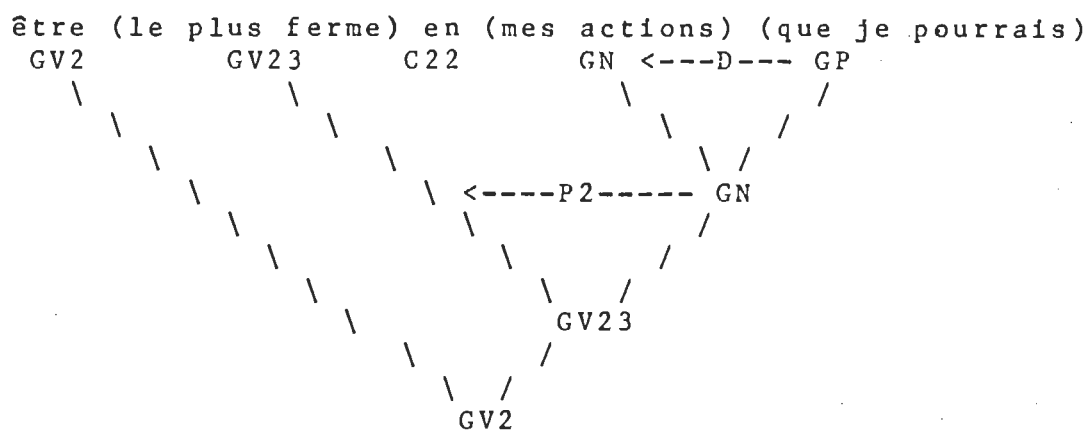 être (le plus ferme) en (mes actions) (que je pourrais)
GV2 GV23 C22 GN <---D--- GP
<----P2----- GN
GV23
GV2